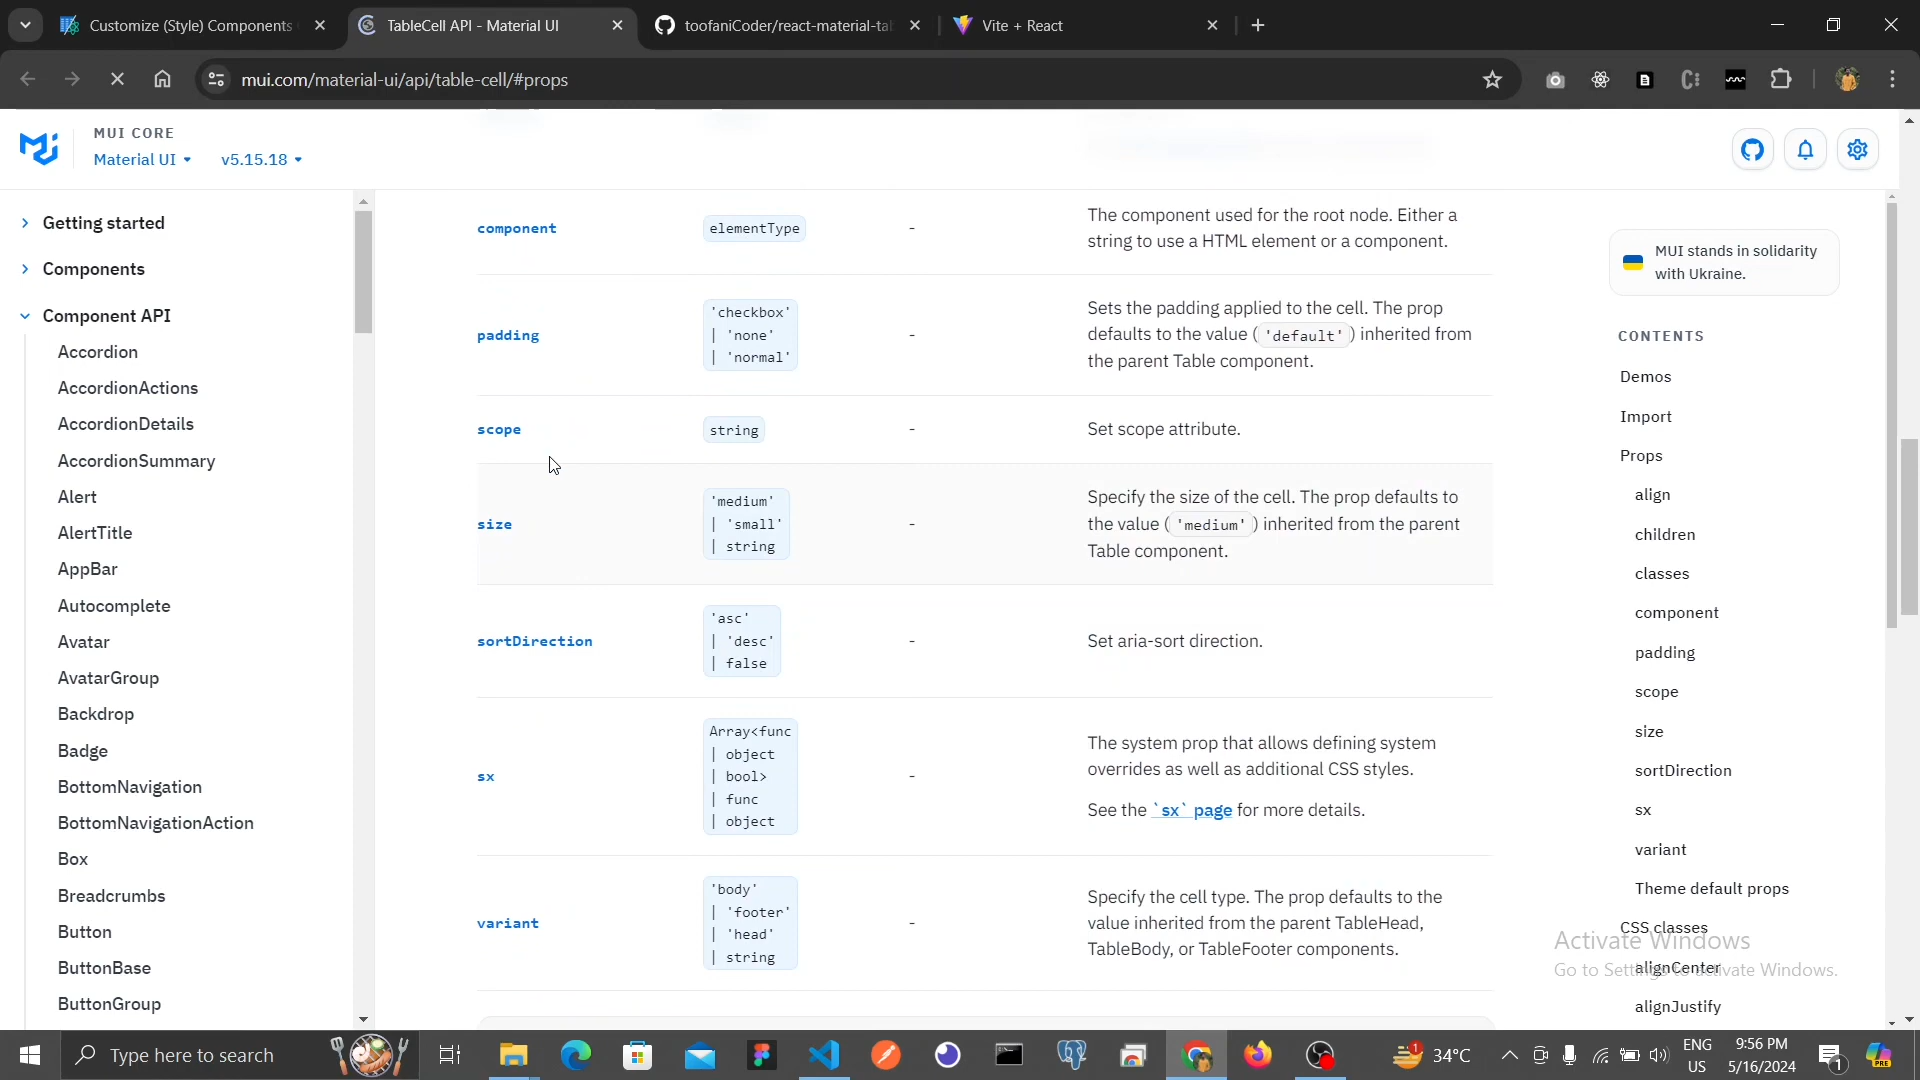 Customize (Style) Components
TableCell API - Material UI
toofaniCoder/react-material-tal
Vite + React
mui.com/material-ui/api/table-cell/#props
MUI CORE
Material UI
v5.15.18
Getting started
Components
Component API
Accordion
AccordionActions
AccordionDetails
AccordionSummary
Alert
AlertTitle
AppBar
Autocomplete
Avatar
AvatarGroup
Backdrop
Badge
BottomNavigation
BottomNavigationAction
Box
Breadcrumbs
Button
ButtonBase
ButtonGroup
component
elementType
-
The component used for the root node. Either a
string to use a HTML element or a component.
padding
'checkbox'
| 'none'
| 'normal'
-
Sets the padding applied to the cell. The prop
defaults to the value ( 'default' ) inherited from
the parent Table component.
scope
string
-
Set scope attribute.
size
'medium'
| 'small'
| string
-
Specify the size of the cell. The prop defaults to
the value ( 'medium' ) inherited from the parent
Table component.
sortDirection
'asc'
| 'desc'
| false
-
Set aria-sort direction.
sx
Array<func
| object
| bool>
| func
| object
-
The system prop that allows defining system
overrides as well as additional CSS styles.
See the `sx` page for more details.
variant
'body'
| 'footer'
| 'head'
| string
-
Specify the cell type. The prop defaults to the
value inherited from the parent TableHead,
TableBody, or TableFooter components.
MUI stands in solidarity
with Ukraine.
CONTENTS
Demos
Import
Props
align
children
classes
component
padding
scope
size
sortDirection
sx
variant
Theme default props
CSS classes
alignCenter
alignJustify
Activate Windows
Go to Settings to activate Windows.
Type here to search
1
34°C
ENG
US
9:56 PM
5/16/2024
1
PRE